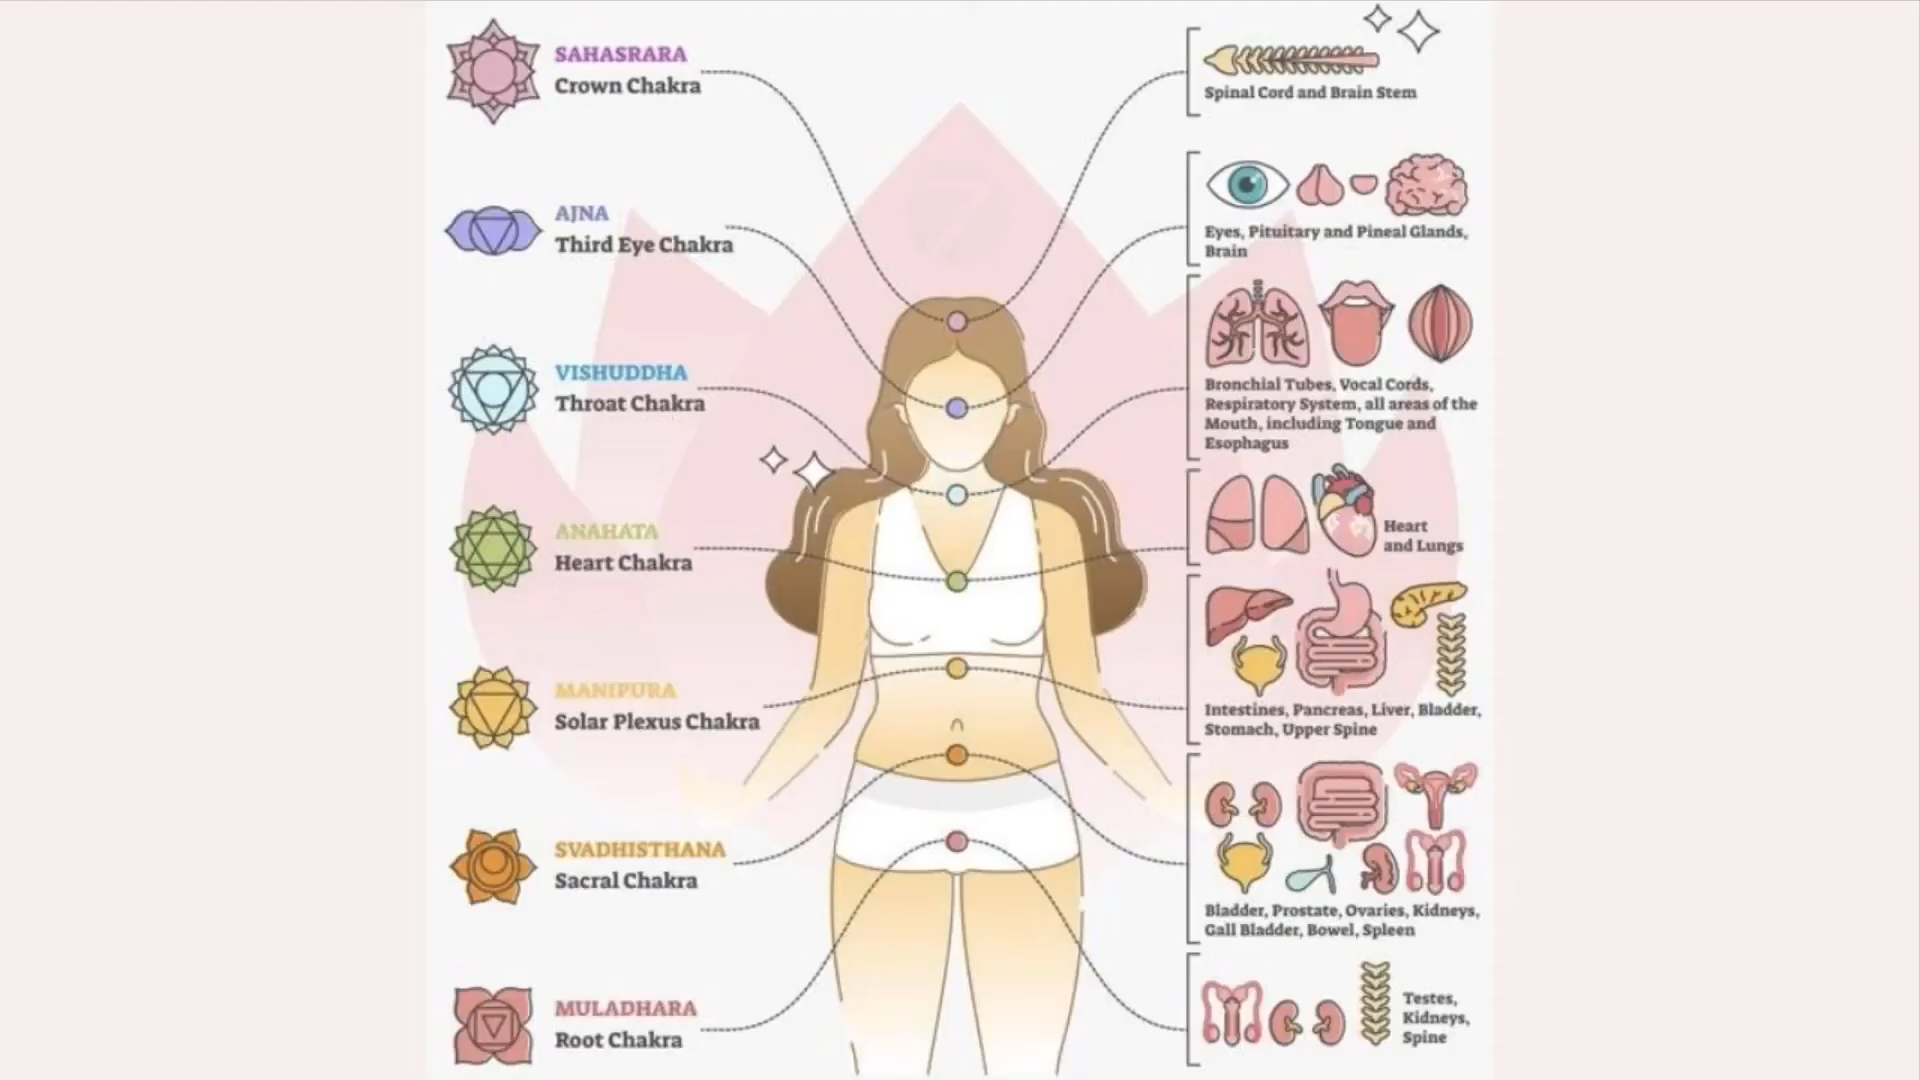 SAHASRARA
Crown Chakra
Spinal Cord and Brain Stem
AJNA
Third Eye Chakra
Eyes, Pituitary and Pineal Glands,
Brain
VISHUDDHA
Throat Chakra
Bronchial Tubes, Vocal Cords,
Respiratory System, all areas of the
Mouth, including Tongue and
Esophagus
ANAHATA
Heart Chakra
Heart
and Lungs
MANIPURA
Solar Plexus Chakra
Intestines, Pancreas, Liver, Bladder,
Stomach, Upper Spine
SVADHISTHANA
Sacral Chakra
Bladder, Prostate, Ovaries, Kidneys,
Gall Bladder, Bowel, Spleen
MULADHARA
Root Chakra
Testes,
Kidneys,
Spine